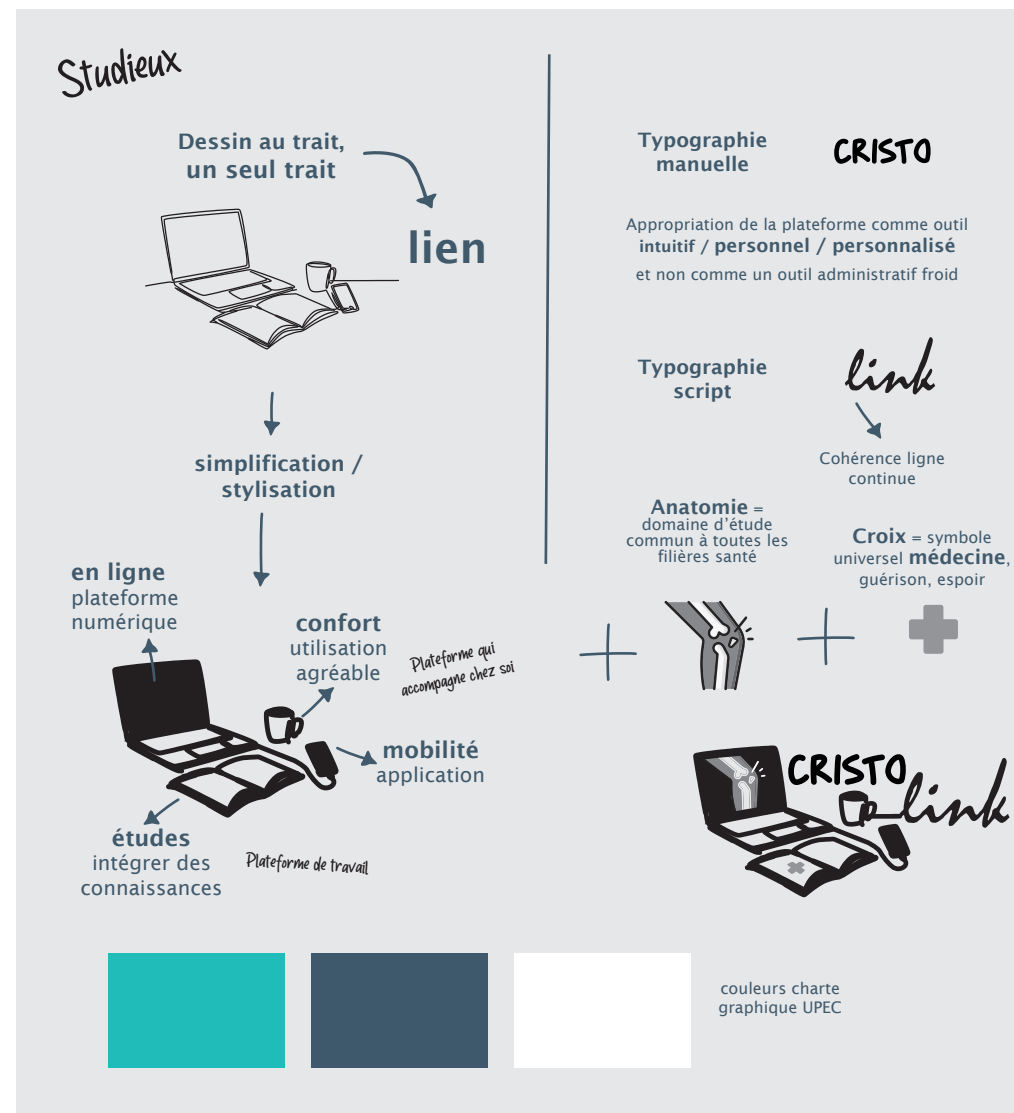 Studieux
Dessin au trait,
un seul trait
lien
simplification /
stylisation
en ligne
plateforme
numérique
confort
utilisation
agréable
Plateforme qui
accompagne chez soi
mobilité
application
études
intégrer des
connaissances
Plateforme de travail
Typographie
manuelle
CRISTO
Appropriation de la plateforme comme outil
intuitif / personnel / personnalisé
et non comme un outil administratif froid
Typographie
script
link
Cohérence ligne
continue
Anatomie =
domaine d'étude
commun à toutes les
filières santé
Croix = symbole
universel médecine,
guérison, espoir
CRISTO
link
couleurs charte
graphique UPEC